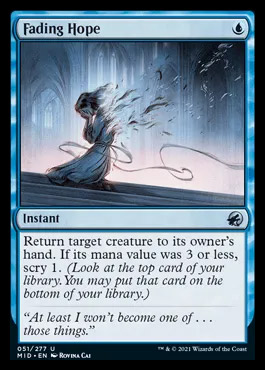 Fading Hope
Instant
Return target creature to its owner's
hand. If its mana value was 3 or less,
scry 1. (Look at the top card of your
library. You may put that card on the
bottom of your library.)
"At least I won't become one of . . .
those things."
051/277 U
MID • EN ROVINA CAI
™ & © 2021 Wizards of the Coast